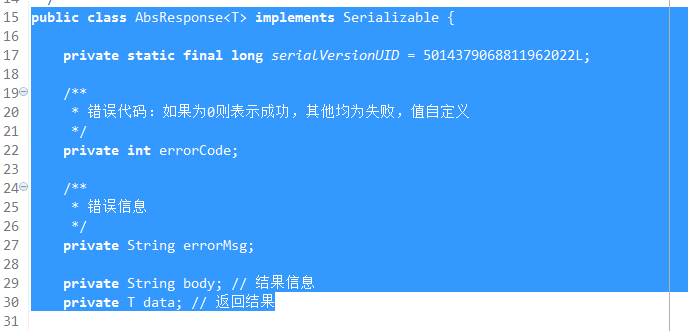 15 public class AbsResponse<T> implements Serializable {
16
17 private static final long serialVersionUID = 5014379068811962022L;
18
19 /**
20 * 错误代码：如果为0则表示成功，其他均为失败，值自定义
21 */
22 private int errorCode;
23
24 /**
25 * 错误信息
26 */
27 private String errorMsg;
28
29 private String body; // 结果信息
30 private T data; // 返回结果
31